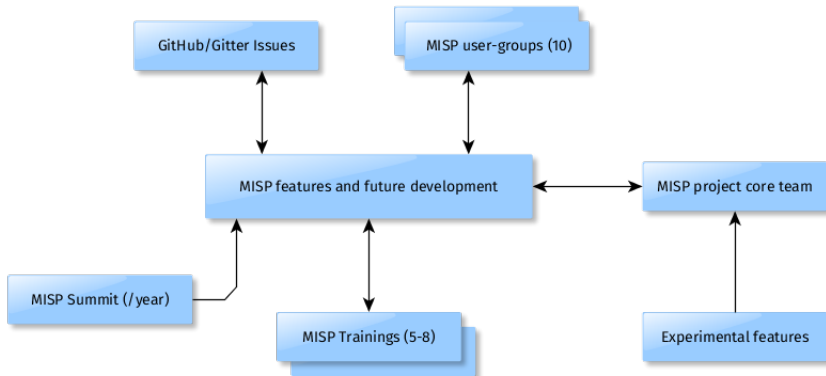 GitHub/Gitter Issues
MISP user-groups (10)
MISP features and future development
MISP project core team
MISP Summit (/year)
MISP Trainings (5-8)
Experimental features